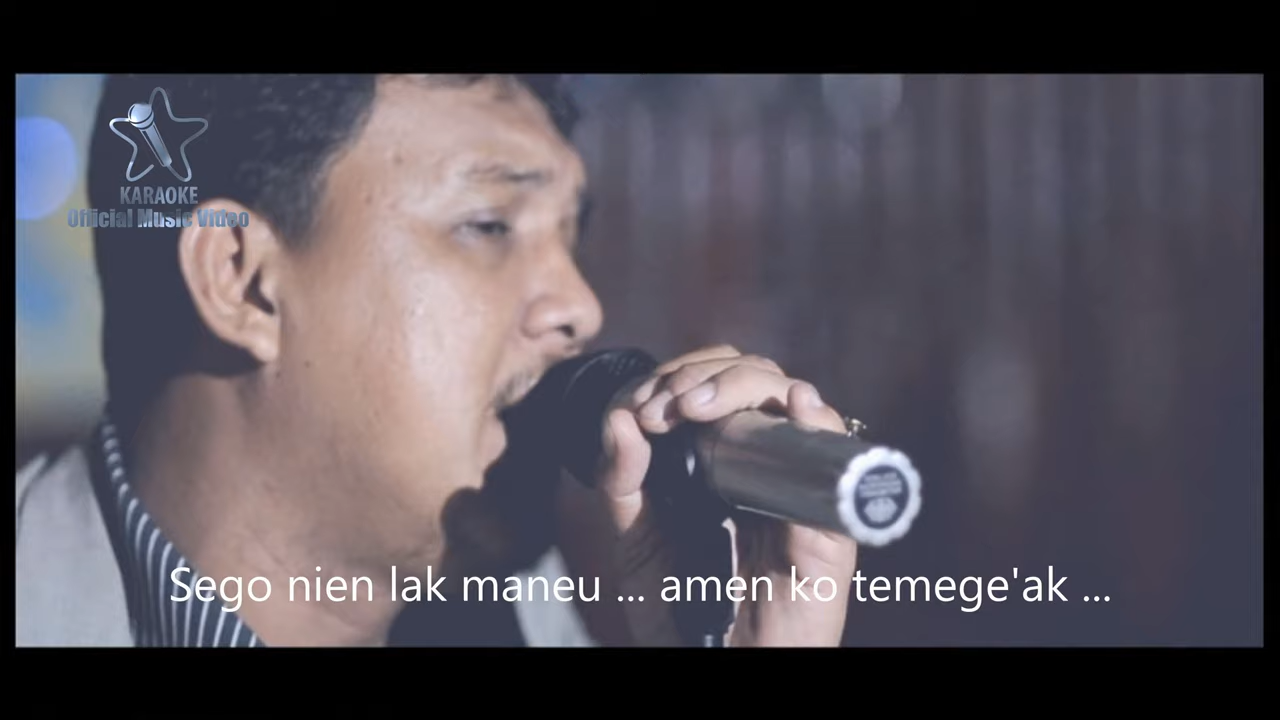 KARAOKE
Official Music Video
Sego nien lak maneu ... amen ko temege'ak ...